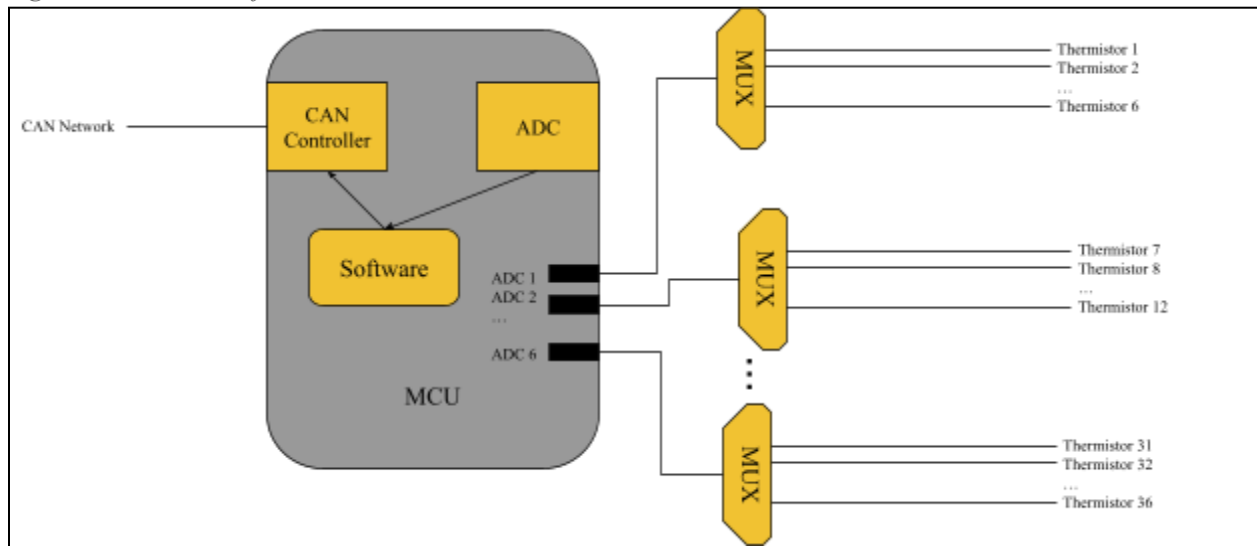 CAN Network
CAN
Controller
ADC
Software
ADC 1
ADC 2
…
ADC 6
MCU
MUX
Thermistor 1
Thermistor 2
…
Thermistor 6
MUX
Thermistor 7
Thermistor 8
…
Thermistor 12
MUX
Thermistor 31
Thermistor 32
…
Thermistor 36